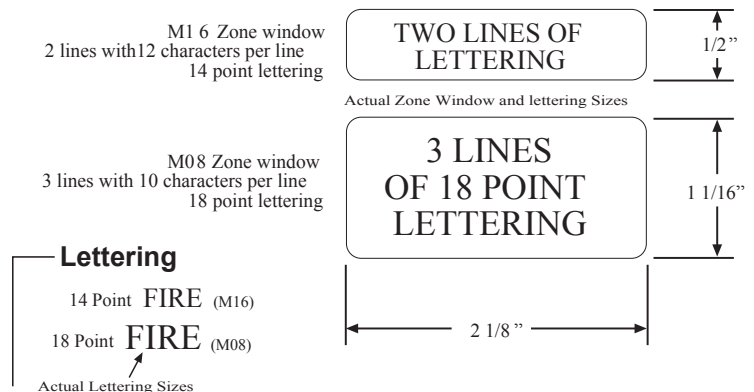 M1 6 Zone window
2 lines with12 characters per line
14 point lettering
TWO LINES OF
LETTERING
1/2”
Actual Zone Window and lettering Sizes
M08 Zone window
3 lines with 10 characters per line
18 point lettering
3 LINES
OF 18 POINT
LETTERING
1 1/16”
Lettering
14 Point FIRE (M16)
18 Point FIRE (M08)
Actual Lettering Sizes
2 1/8 ”